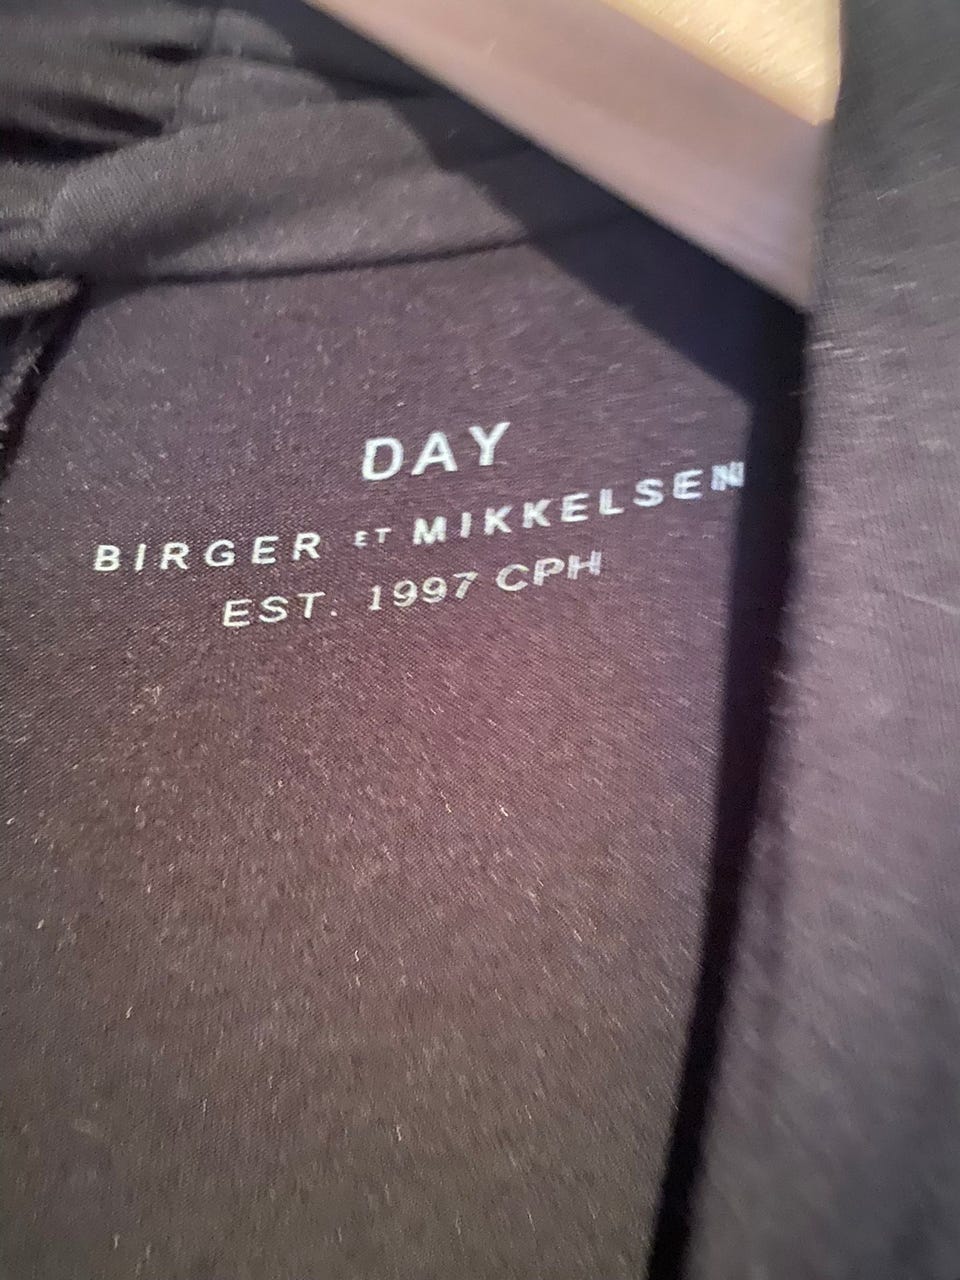 DAY
BIRGER ET MIKKELSEN
EST. 1997 CPH